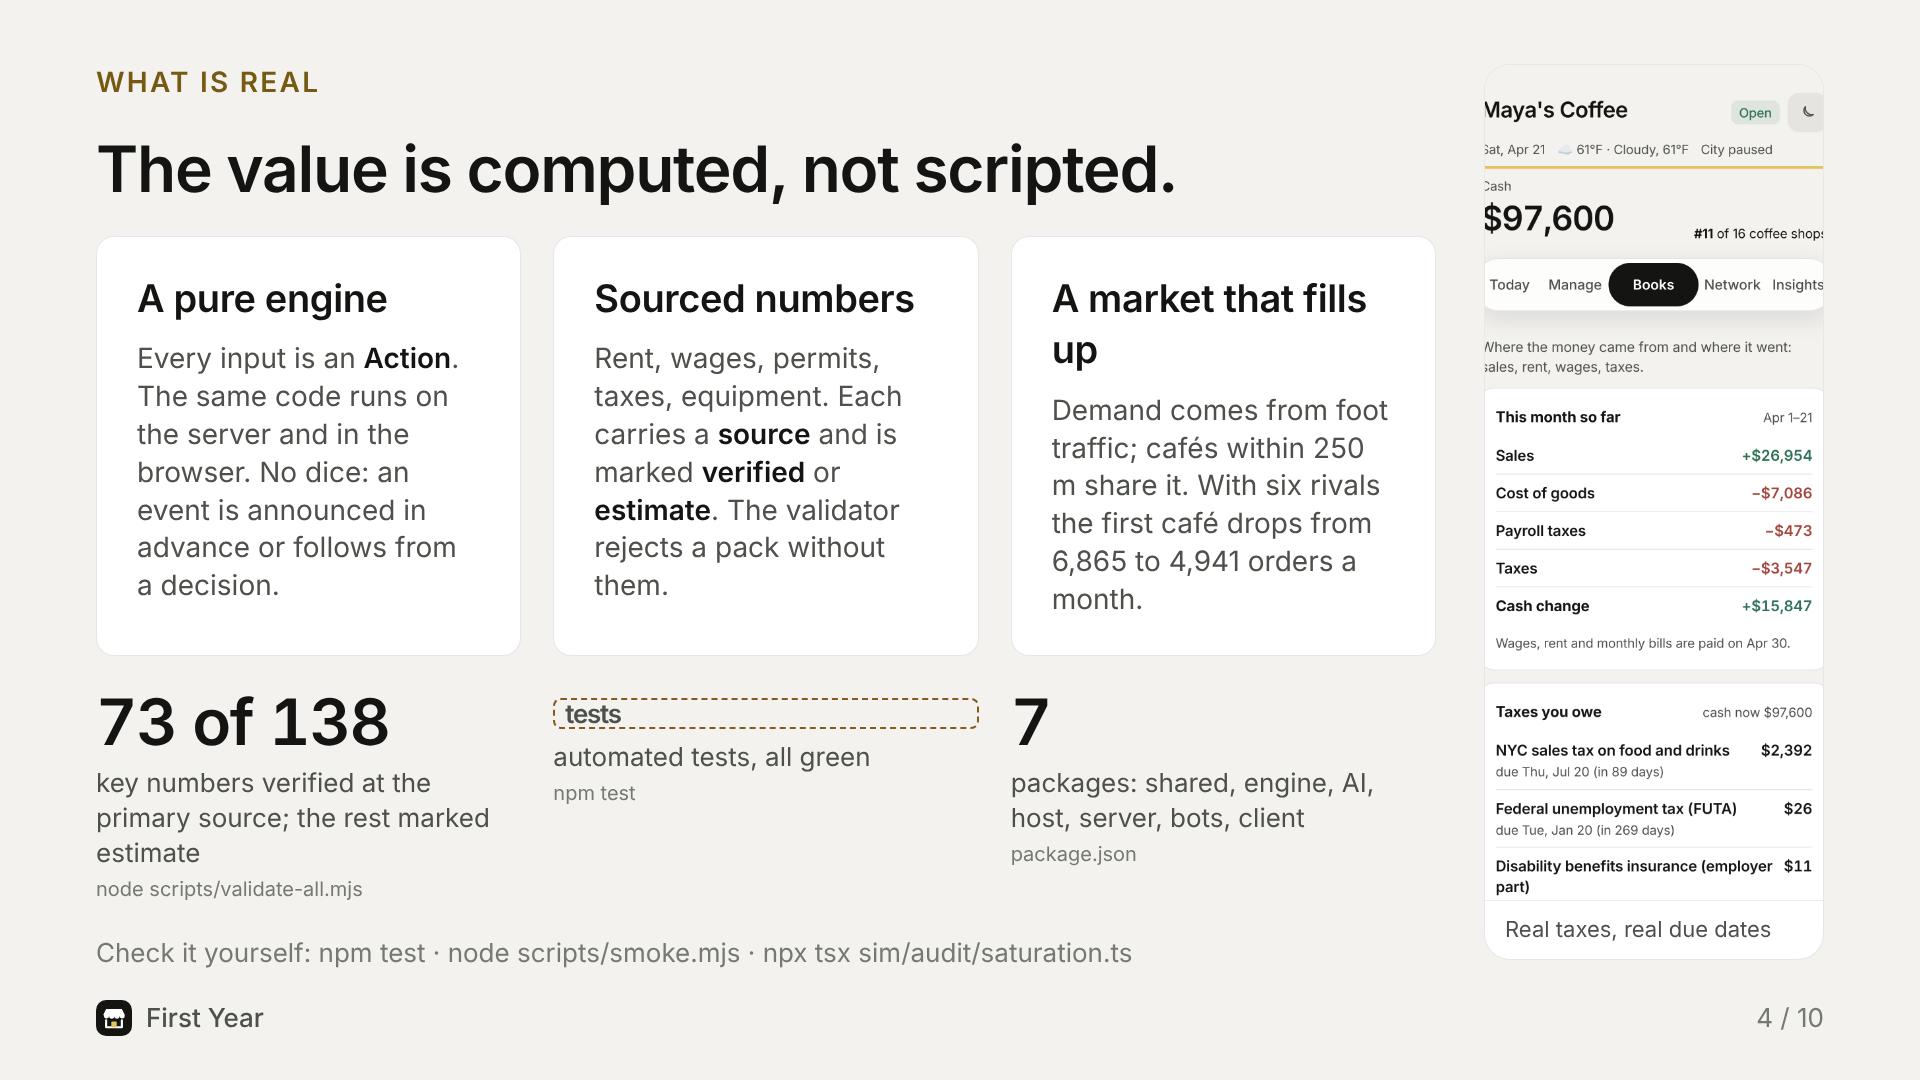 WHAT IS REAL
The value is computed, not scripted.
A pure engine
Every input is an Action.
The same code runs on
the server and in the
browser. No dice: an
event is announced in
advance or follows from
a decision.
Sourced numbers
Rent, wages, permits,
taxes, equipment. Each
carries a source and is
marked verified or
estimate. The validator
rejects a pack without
them.
A market that fills
up
Demand comes from foot
traffic; cafés within 250
m share it. With six rivals
the first café drops from
6,865 to 4,941 orders a
month.
73 of 138
key numbers verified at the
primary source; the rest marked
estimate
node scripts/validate-all.mjs
tests
automated tests, all green
npm test
7
packages: shared, engine, AI,
host, server, bots, client
package.json
Check it yourself: npm test · node scripts/smoke.mjs · npx tsx sim/audit/saturation.ts
Maya's Coffee
Open
Sat, Apr 21 61°F · Cloudy, 61°F City paused
Cash
$97,600
#11 of 16 coffee shops
Today Manage Books Network Insights
Where the money came from and where it went:
sales, rent, wages, taxes.
This month so far Apr 1–21
Sales +$26,954
Cost of goods −$7,086
Payroll taxes −$473
Taxes −$3,547
Cash change +$15,847
Wages, rent and monthly bills are paid on Apr 30.
Taxes you owe cash now $97,600
NYC sales tax on food and drinks $2,392
due Thu, Jul 20 (in 89 days)
Federal unemployment tax (FUTA) $26
due Tue, Jan 20 (in 269 days)
Disability benefits insurance (employer $11
part)
Real taxes, real due dates
First Year
4 / 10